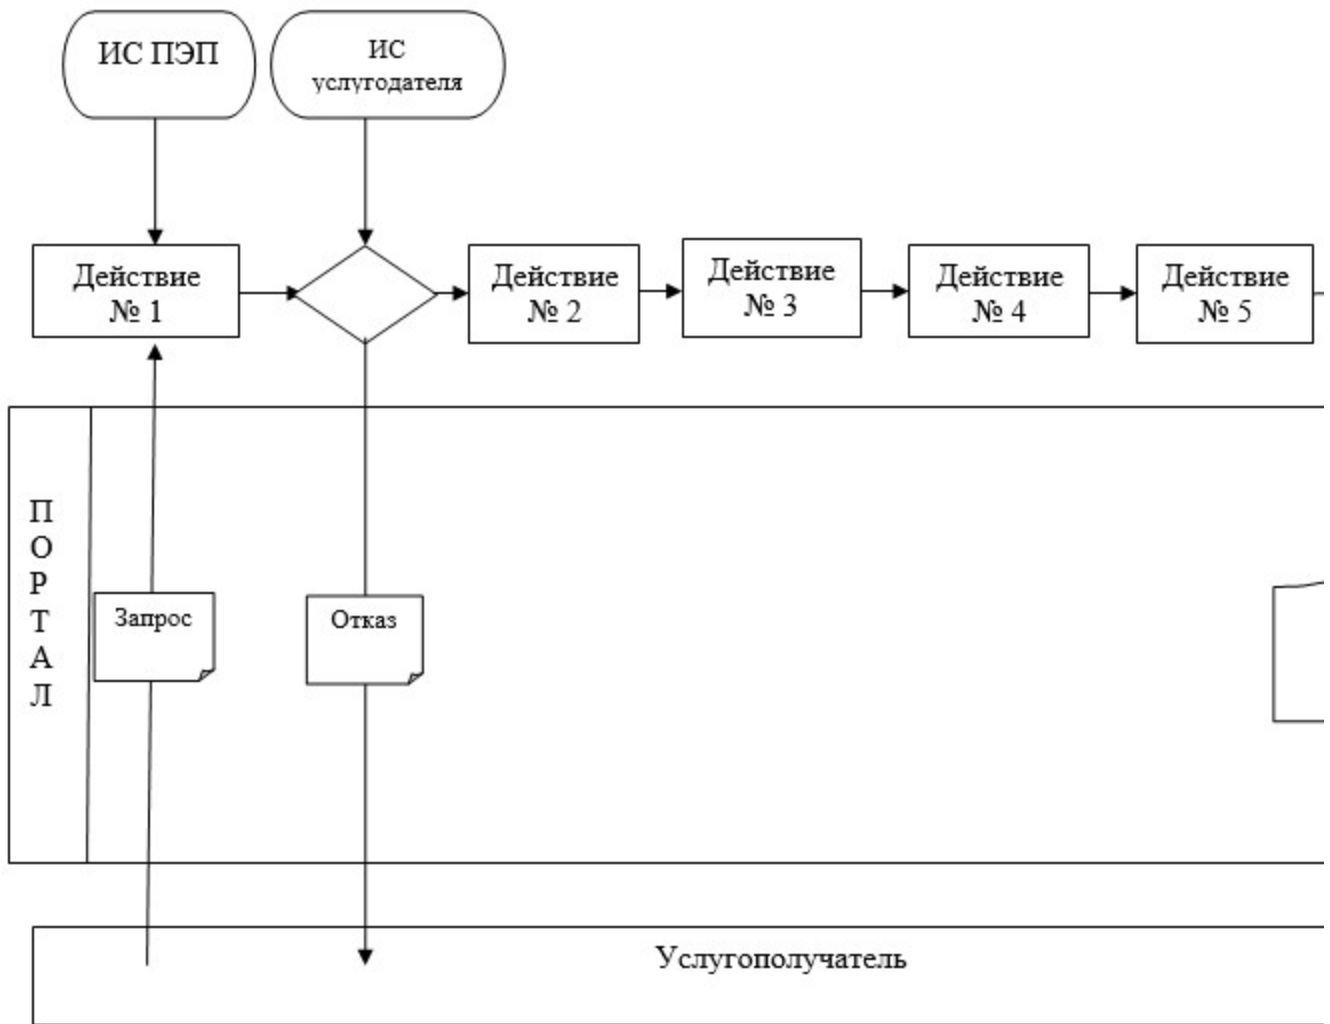 ИС ПЭП
ИС
услугодателя
Действие
№ 1
Действие
№ 2
Действие
№ 3
Действие
№ 4
Действие
№ 5
П
О
Р
Т
А
Л
Запрос
Отказ
Услугополучатель